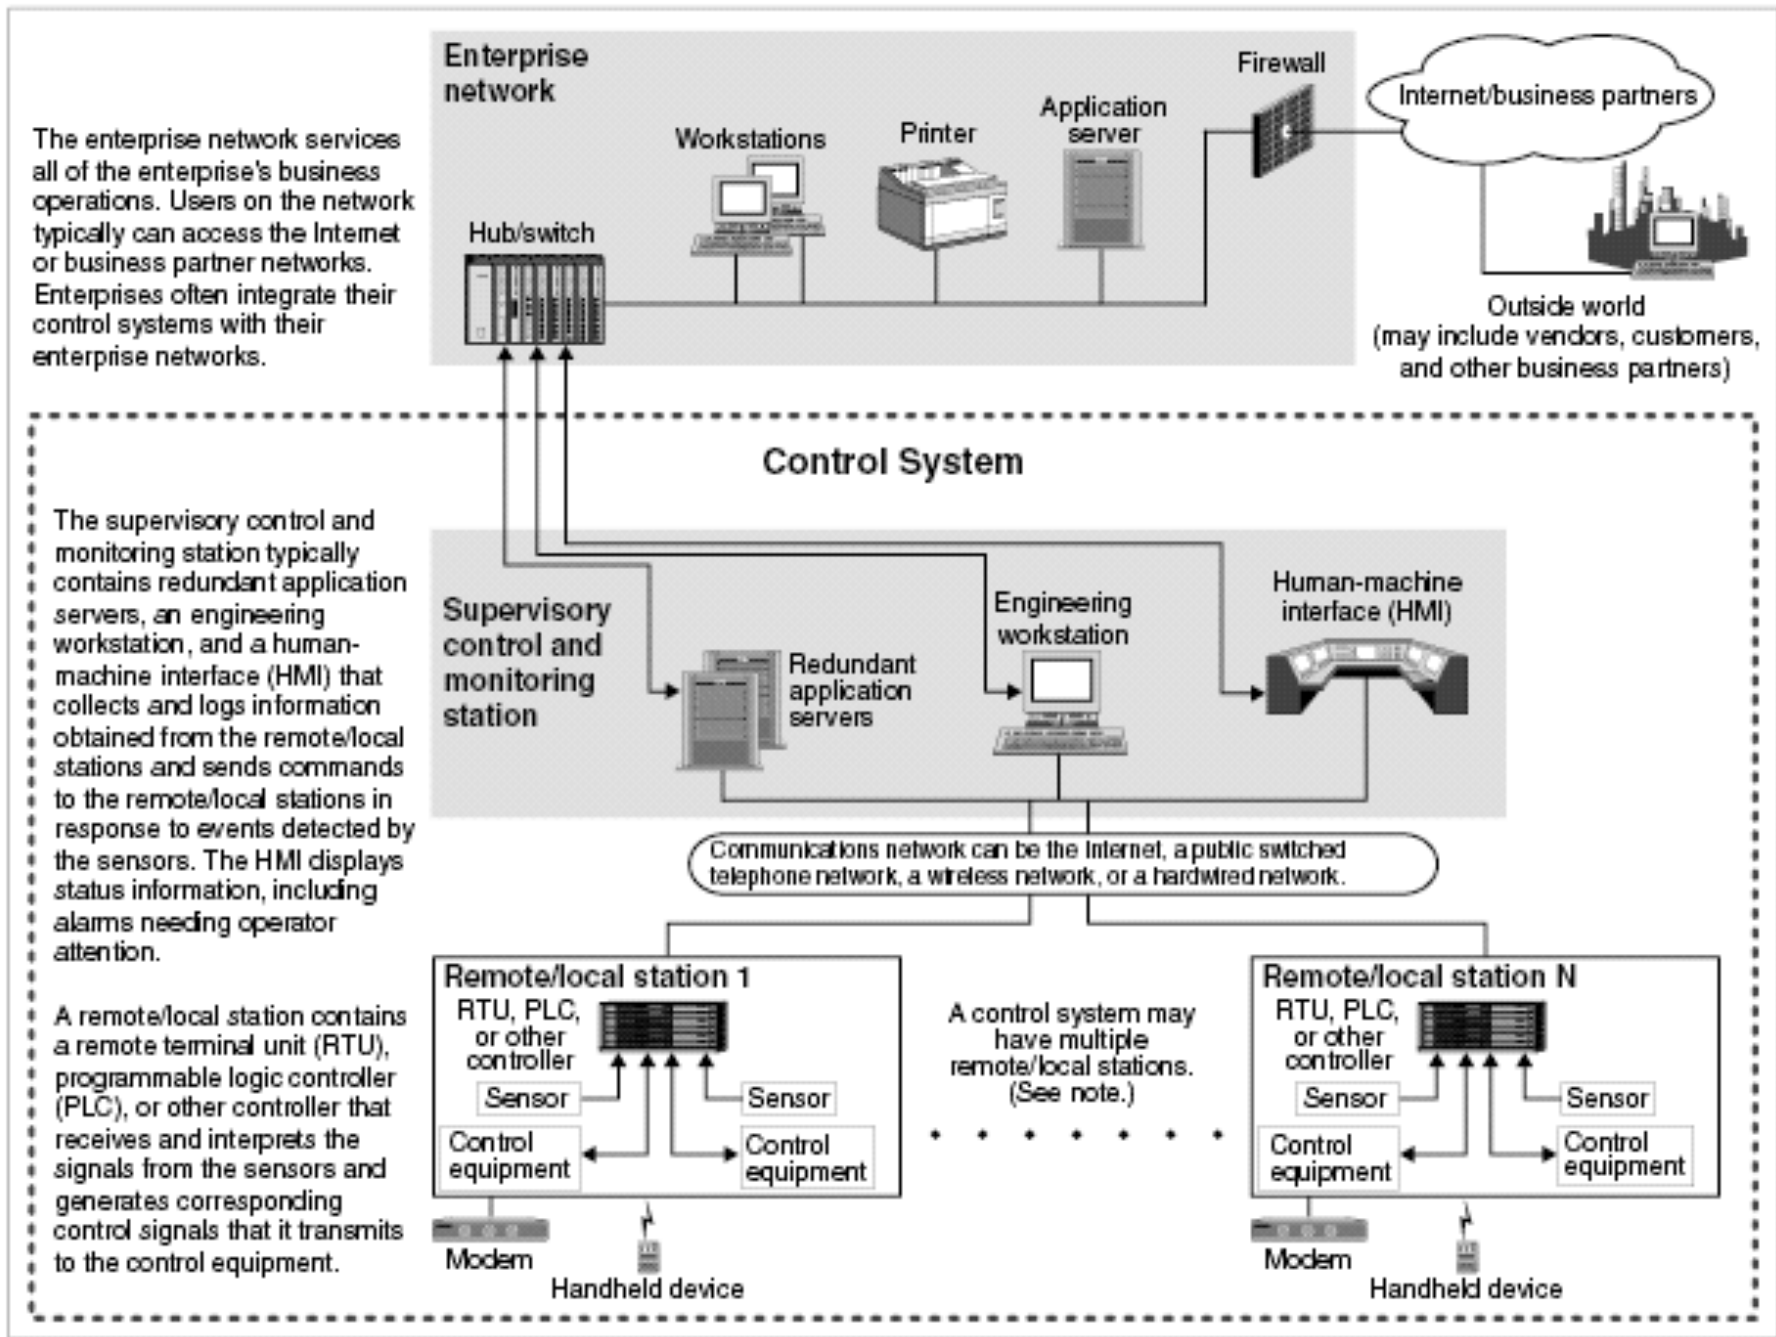 Enterprise
network
Firewall
Internet/business partners
Workstations
Printer
Application
server
Hub/switch
The enterprise network services
all of the enterprise's business
operations. Users on the network
typically can access the Internet
or business partner networks.
Enterprises often integrate their
control systems with their
enterprise networks.
Outside world
(may include vendors, customers,
and other business partners)
Control System
The supervisory control and
monitoring station typically
contains redundant application
servers, an engineering
workstation, and a human-
machine interface (HMI) that
collects and logs information
obtained from the remote/local
stations and sends commands
to the remote/local stations in
response to events detected by
the sensors. The HMI displays
status information, including
alarms needing operator
attention.
Supervisory
control and
monitoring
station
Redundant
application
servers
Engineering
workstation
Human-machine
interface (HMI)
Communications network can be the Internet, a public switched
telephone network, a wireless network, or a hardwired network.
A remote/local station contains
a remote terminal unit (RTU),
programmable logic controller
(PLC), or other controller that
receives and interprets the
signals from the sensors and
generates corresponding
control signals that it transmits
to the control equipment.
Remote/local station 1
RTU, PLC,
or other
controller
Sensor
Sensor
Control
equipment
Control
equipment
Modem
Handheld device
A control system may
have multiple
remote/local stations.
(See note.)
Remote/local station N
RTU, PLC,
or other
controller
Sensor
Sensor
Control
equipment
Control
equipment
Modem
Handheld device